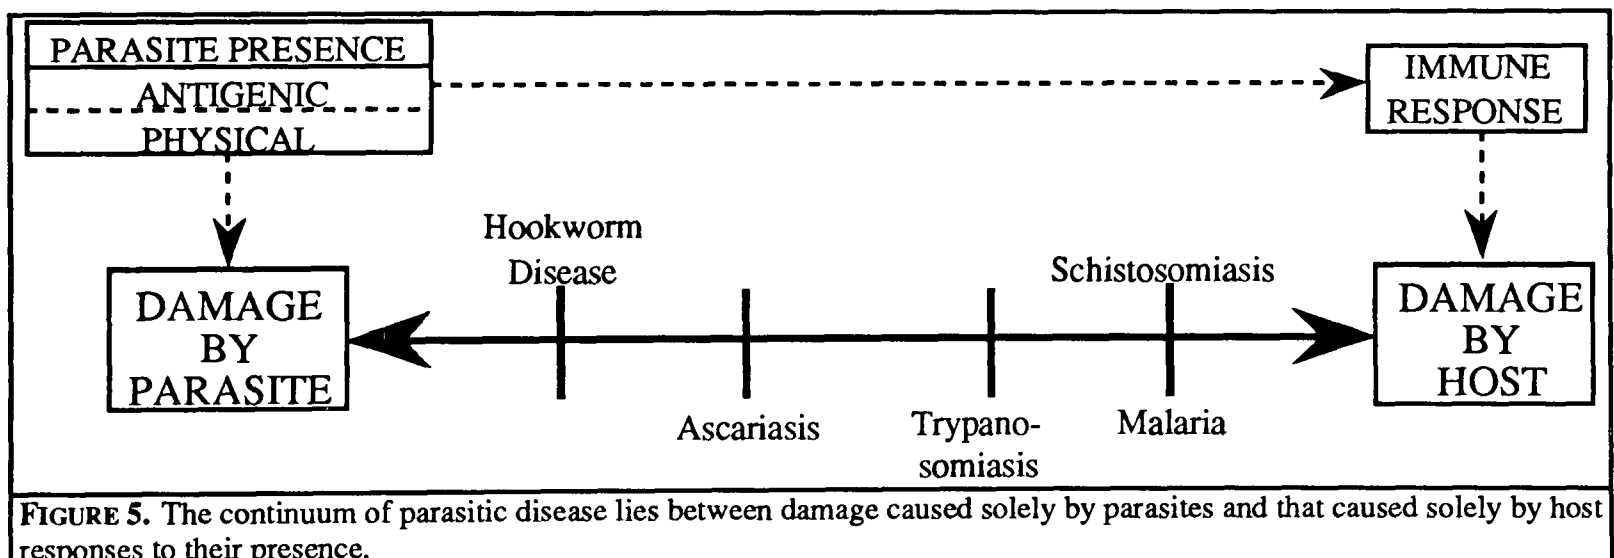 PARASITE PRESENCE
ANTIGENIC
PHYSICAL
IMMUNE
RESPONSE
Hookworm
Disease
Schistosomiasis
DAMAGE
BY
PARASITE
DAMAGE
BY
HOST
Ascariasis
Trypano-
somiasis
Malaria
FIGURE 5. The continuum of parasitic disease lies between damage caused solely by parasites and that caused solely by host
responses to their presence.